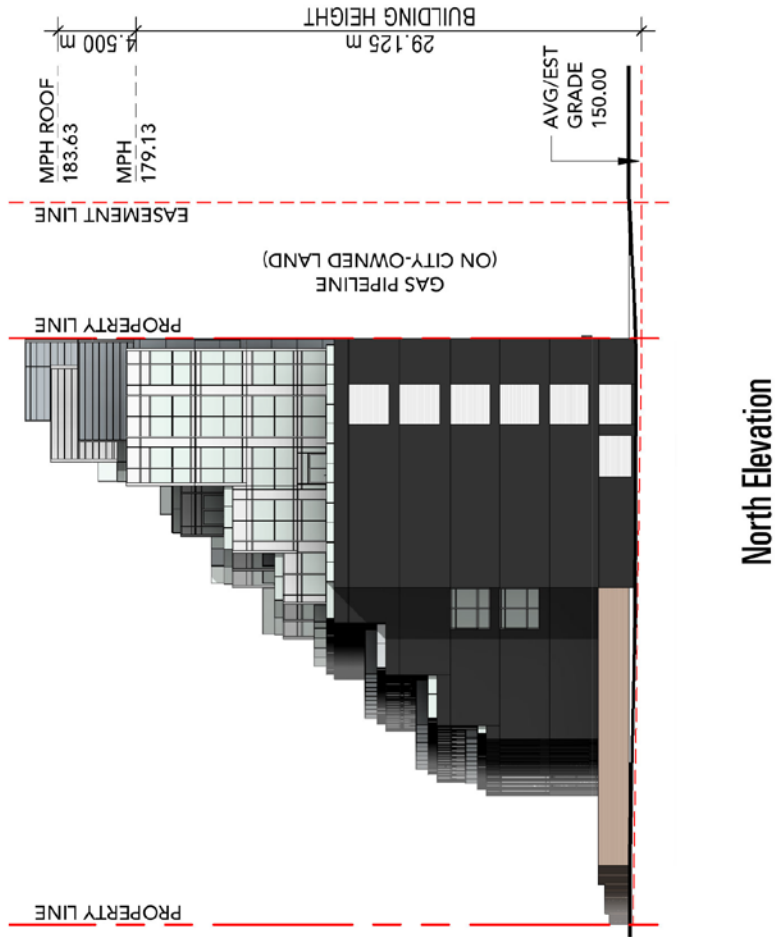 BUILDING HEIGHT
4.500 m
29.125 m
MPH ROOF
183.63
MPH
179.13
AVG/EST
GRADE
150.00
EASEMENT LINE
GAS PIPELINE
(ON CITY-OWNED LAND)
PROPERTY LINE
PROPERTY LINE
North Elevation